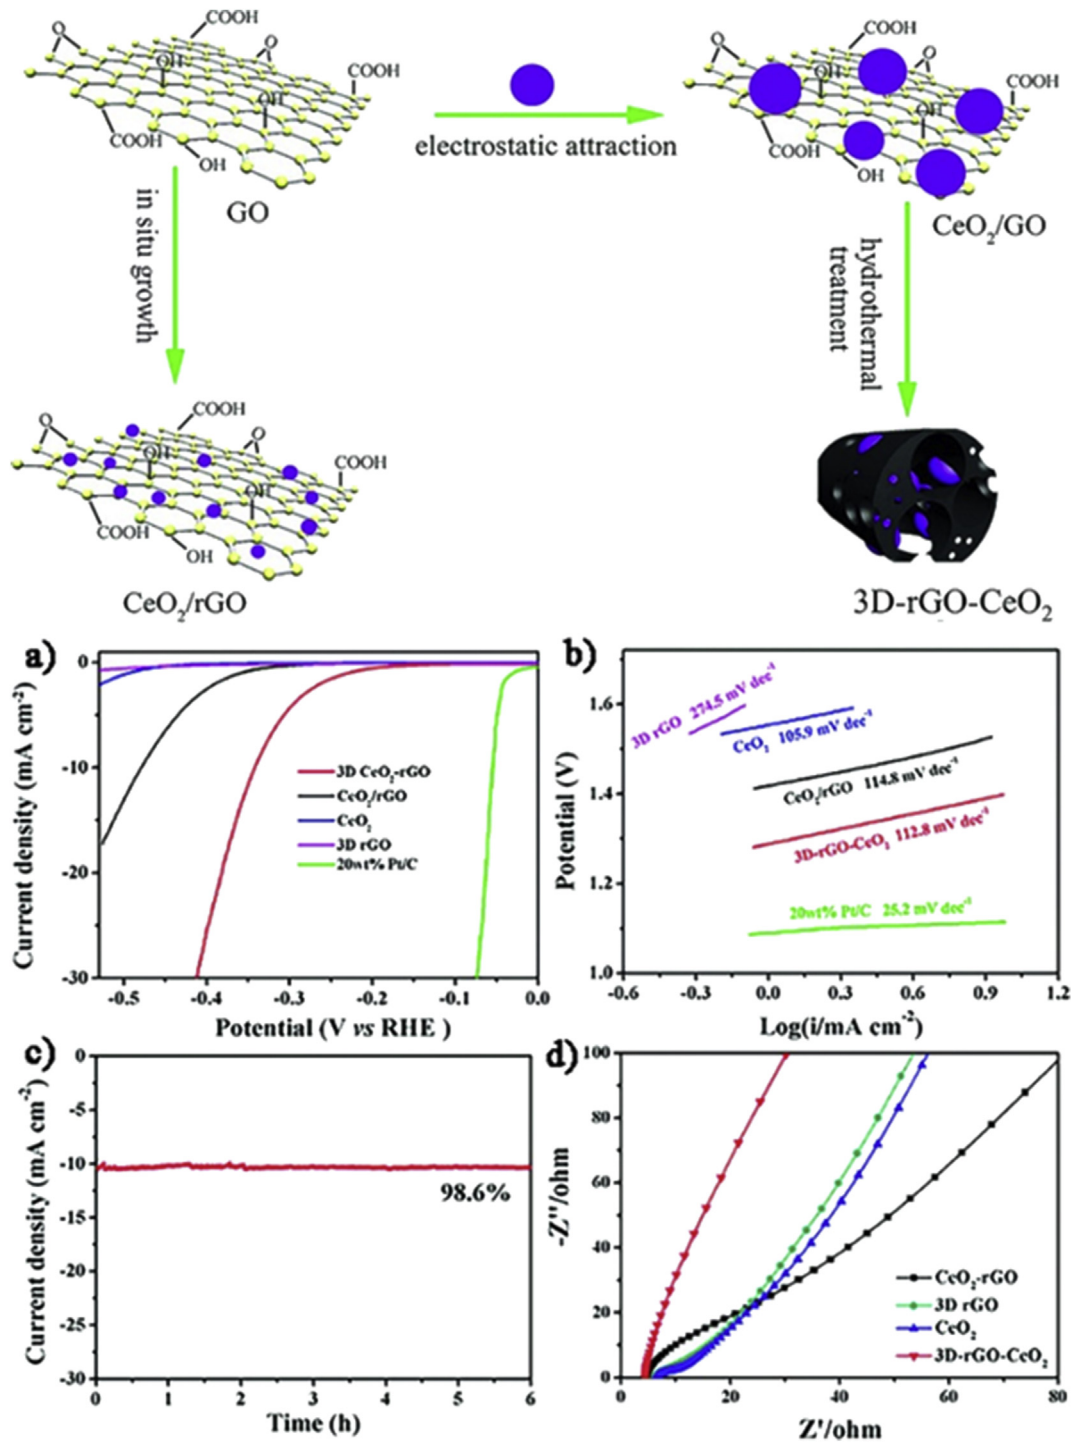 COOH
O
O
OH
COOH
OH
COOH
OH
GO
electrostatic attraction
COOH
O
O
OH
COOH
OH
COOH
OH
CeO₂/GO
in situ growth
hydrothermal
treatment
COOH
O
O
OH
COOH
OH
COOH
OH
CeO₂/rGO
3D-rGO-CeO₂
a)
0
-10
-20
-30
Current density (mA cm⁻²)
3D CeO₂-rGO
CeO₂/rGO
CeO₂
3D rGO
20wt% Pt/C
-0.5 -0.4 -0.3 -0.2 -0.1 0.0
Potential (V vs RHE )
b)
1.6
1.4
1.2
1.0
Potential (V)
3D rGO 274.5 mV dec⁻¹
CeO₂ 105.9 mV dec⁻¹
CeO₂/rGO 114.8 mV dec⁻¹
3D-rGO-CeO₂ 112.8 mV dec⁻¹
20wt% Pt/C 25.2 mV dec⁻¹
-0.6 -0.3 0.0 0.3 0.6 0.9 1.2
Log(i/mA cm⁻²)
c)
0
-5
-10
-15
-20
-25
-30
Current density (mA cm⁻²)
98.6%
0 1 2 3 4 5 6
Time (h)
d)
100
80
60
40
20
0
-Z''/ohm
CeO₂-rGO
3D rGO
CeO₂
3D-rGO-CeO₂
0 20 40 60 80
Z'/ohm